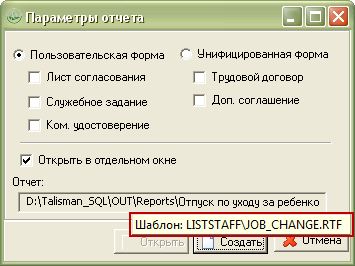 Параметры отчета
Пользовательская форма Унифицированная форма
Лист согласования Трудовой договор
Служебное задание Доп. соглашение
Ком. удостоверение
Открыть в отдельном окне
Отчет:
D:\Talisman_SQL\OUT\Reports\Отпуск по уходу за ребенко
Шаблон: LISTSTAFF\JOB_CHANGE.RTF
Открыть Создать Отмена